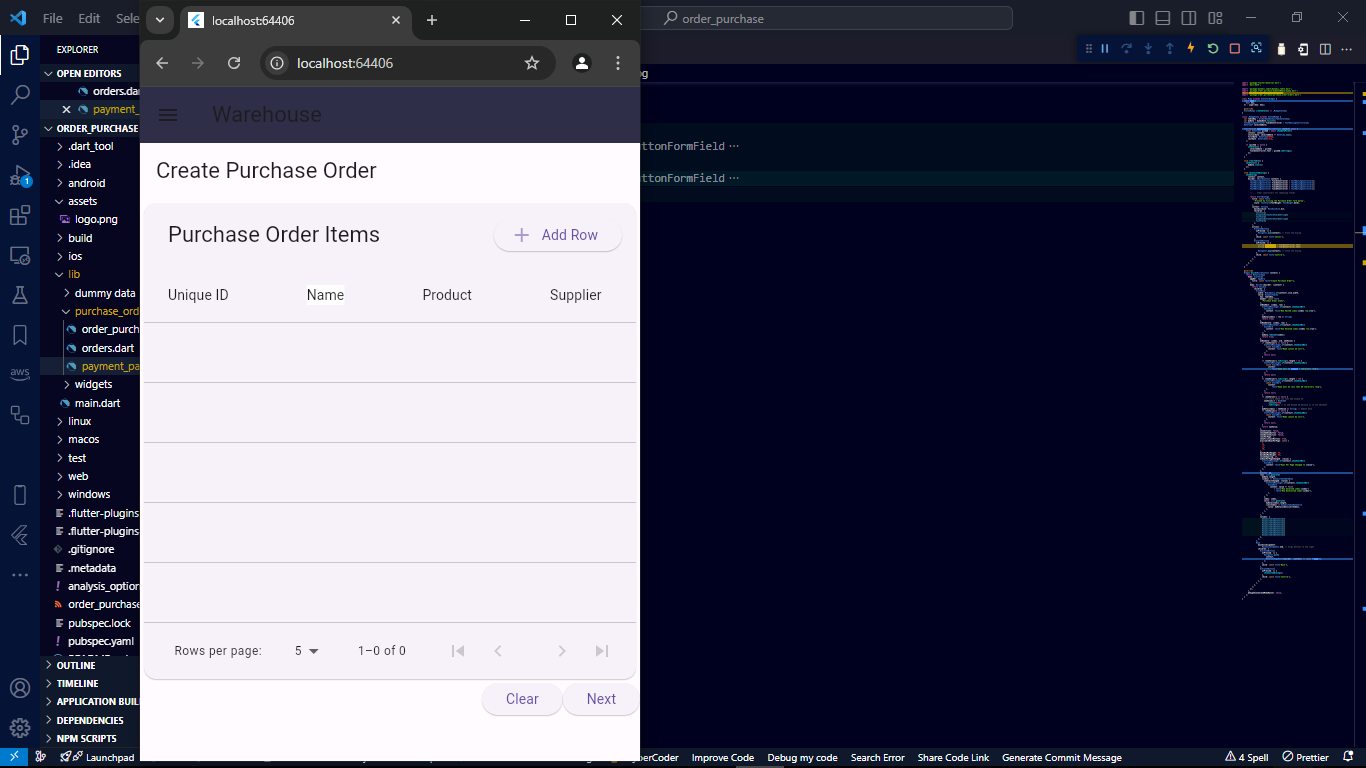 File Edit Sele
localhost:64406
order_purchase
EXPLORER
localhost:64406
OPEN EDITORS
orders.dar
payment_
Warehouse
ORDER_PURCHASE
.dart_tool
.idea
android
assets
logo.png
build
ios
lib
dummy data
purchase_ord
order_purch
orders.dart
payment_pa
widgets
main.dart
linux
macos
test
web
windows
.flutter-plugins
.flutter-plugins
.gitignore
.metadata
analysis_option
order_purchase
pubspec.lock
pubspec.yaml
OUTLINE
TIMELINE
APPLICATION BUIL
DEPENDENCIES
NPM SCRIPTS
aws
1
Create Purchase Order
Purchase Order Items
Add Row
Unique ID Name Product Supplier
Rows per page: 5 1–0 of 0
Clear Next
ttonFormField ···
ttonFormField ···
Launchpad
yberCoder Improve Code Debug my code Search Error Share Code Link Generate Commit Message
4 Spell Prettier